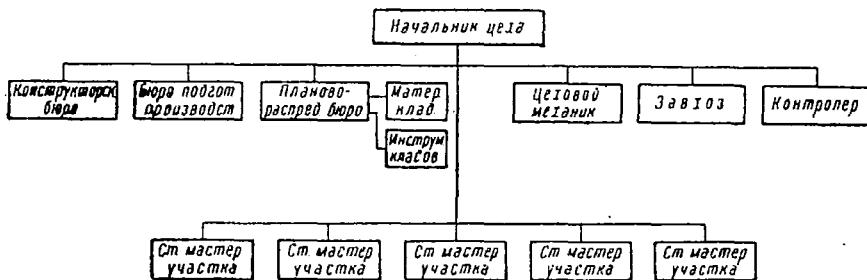 Начальник цеха
Конструкторск
бюро
Бюро подгот
производст
Планово-
распред бюро
Матер
клад.
Инструм
класов
Цеховой
механик
Завхоз
Контролер
Ст мастер
участка
Ст. мастер
участка
Ст мастер
участка
Ст мастер
участка
Ст мастер
участка